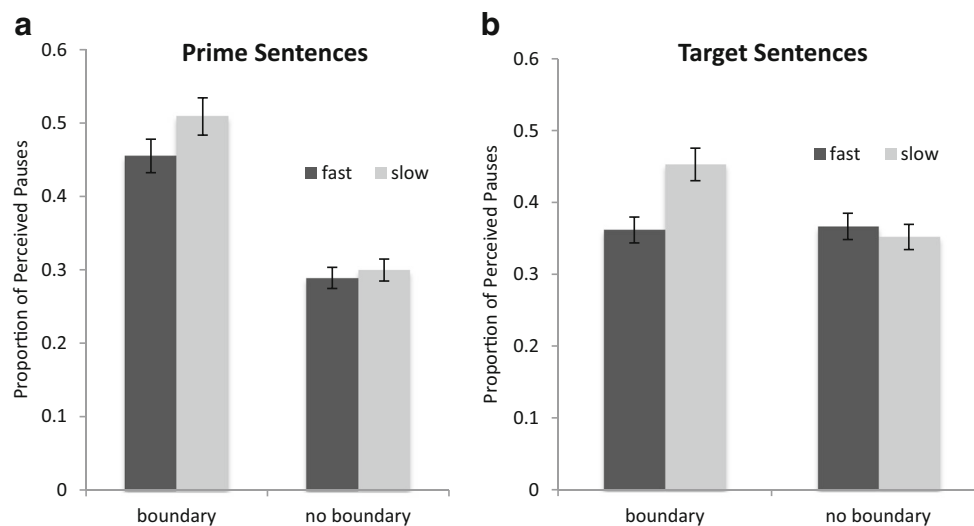 a
Prime Sentences
Proportion of Perceived Pauses
0.6
0.5
0.4
0.3
0.2
0.1
0
fast slow
boundary no boundary
b
Target Sentences
Proportion of Perceived Pauses
0.6
0.5
0.4
0.3
0.2
0.1
0
fast slow
boundary no boundary